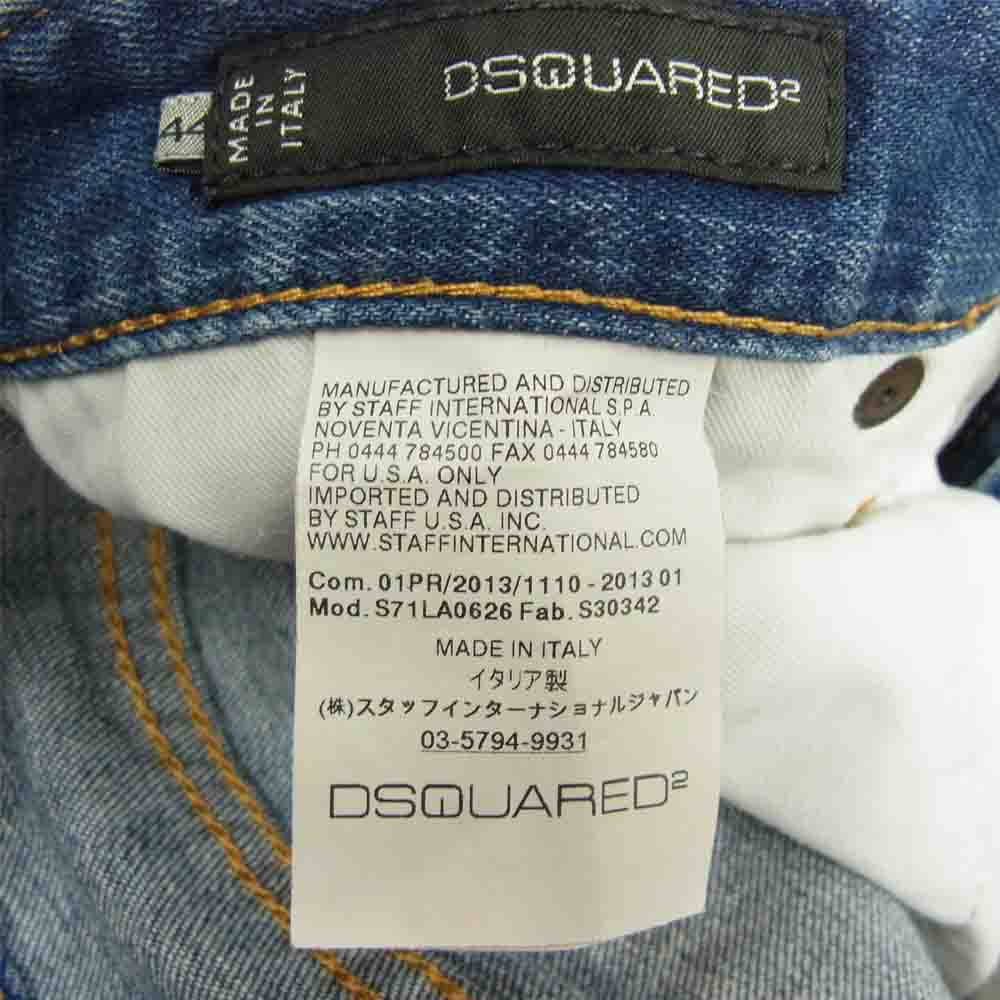 44
MADE
IN
ITALY
DSQUARED²
MANUFACTURED AND DISTRIBUTED
BY STAFF INTERNATIONAL S.P.A.
NOVENTA VICENTINA - ITALY
PH 0444 784500 FAX 0444 784580
FOR U.S.A. ONLY
IMPORTED AND DISTRIBUTED
BY STAFF U.S.A. INC.
WWW.STAFFINTERNATIONAL.COM
Com. 01PR/2013/1110 - 2013 01
Mod. S71LA0626 Fab. S30342
MADE IN ITALY
イタリア製
(株)スタッフインターナショナルジャパン
03-5794-9931
DSQUARED²